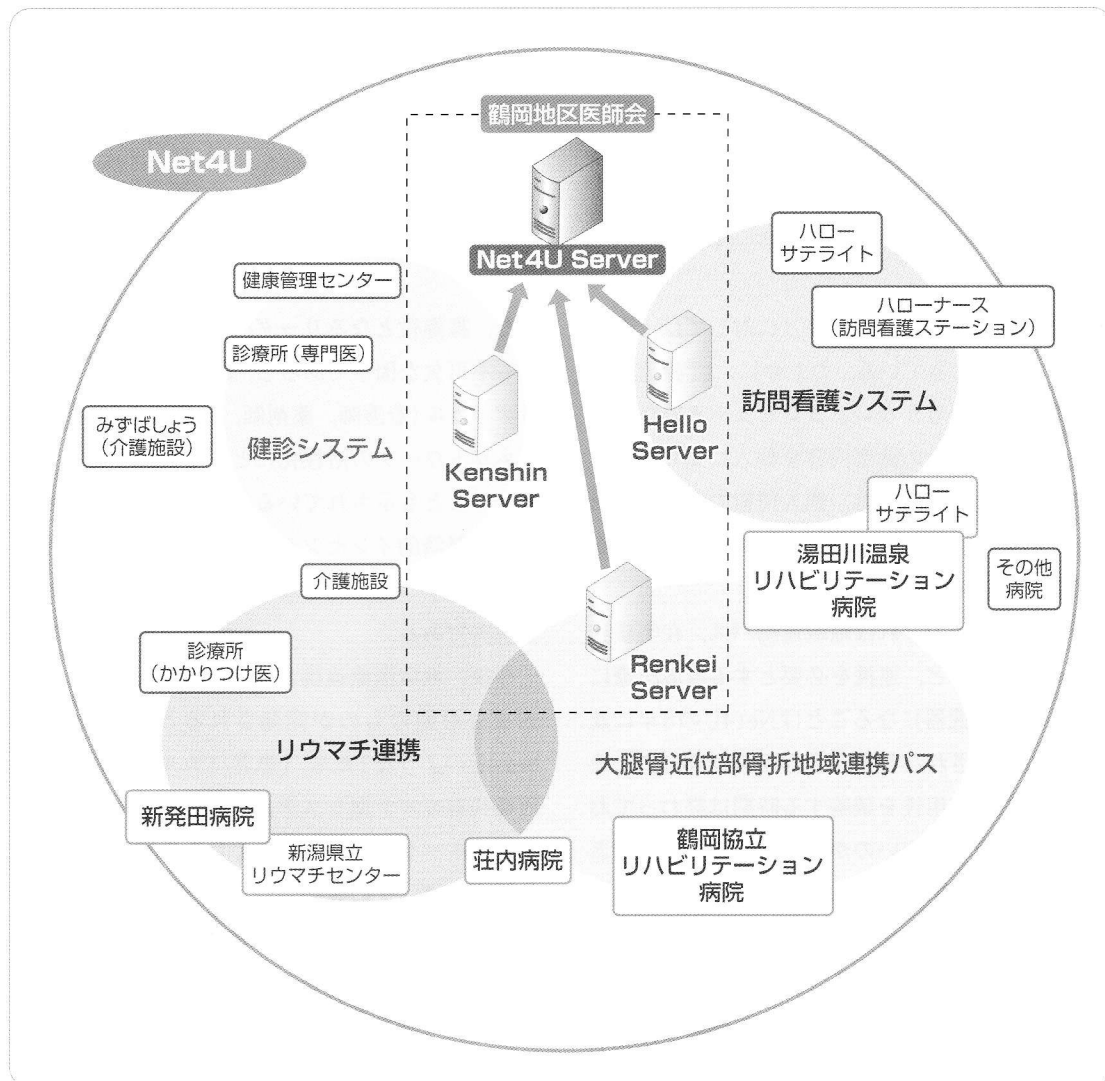 鶴岡地区医師会
Net4U
Net4U Server
ハロー
サテライト
健康管理センター
ハローナース
（訪問看護ステーション）
診療所（専門医）
みずばしょう
（介護施設）
健診システム
Kenshin
Server
Hello
Server
訪問看護システム
ハロー
サテライト
湯田川温泉
リハビリテーション
病院
その他
病院
介護施設
診療所
（かかりつけ医）
Renkei
Server
リウマチ連携
大腿骨近位部骨折地域連携パス
新発田病院
新潟県立
リウマチセンター
荘内病院
鶴岡協立
リハビリテーション
病院